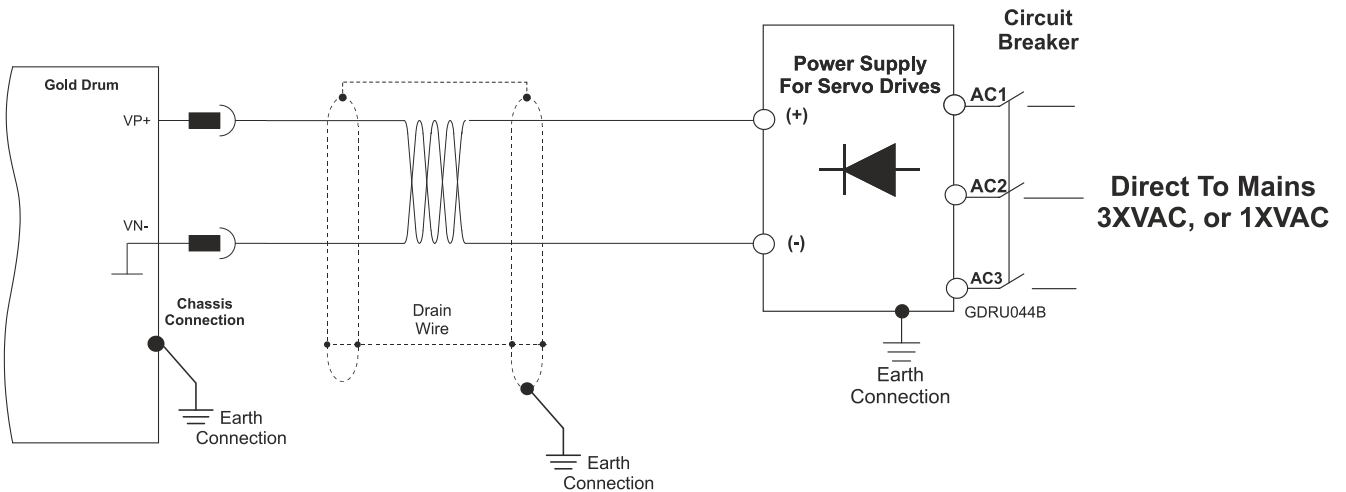 Circuit
Breaker
Power Supply
For Servo Drives
Gold Drum
AC1
VP+
(+)
AC2
Direct To Mains
3XVAC, or 1XVAC
VN-
(-)
AC3
Chassis
Connection
Drain
Wire
GDRU044B
Earth
Connection
Earth
Connection
Earth
Connection